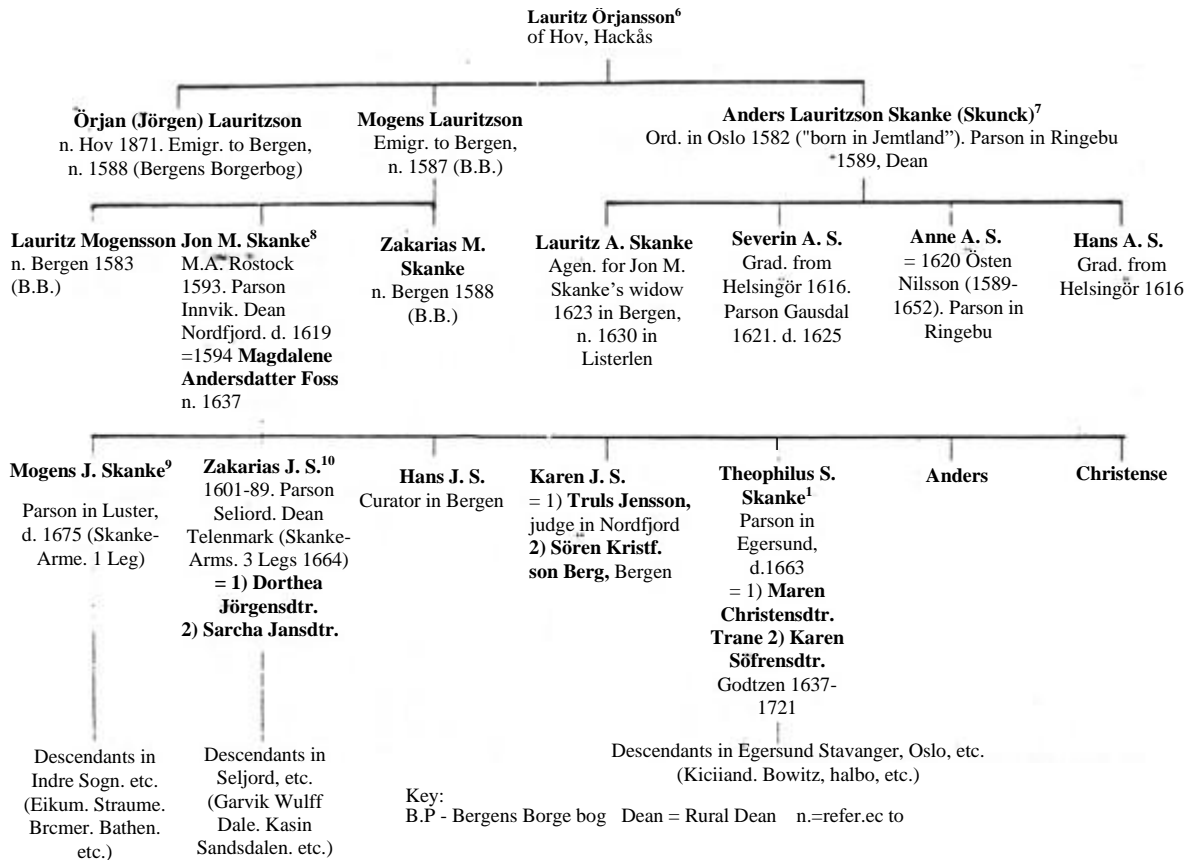 Lauritz Örjansson⁶
of Hov, Hackås
Örjan (Jörgen) Lauritzson
n. Hov 1871. Emigr. to Bergen,
n. 1588 (Bergens Borgerbog)
Mogens Lauritzson
Emigr. to Bergen,
n. 1587 (B.B.)
Anders Lauritzson Skanke (Skunck)⁷
Ord. in Oslo 1582 ("born in Jemtland”). Parson in Ringebu
1589, Dean
Lauritz Mogensson
n. Bergen 1583
(B.B.)
Jon M. Skanke⁸
M.A. Rostock
1593. Parson
Innvik. Dean
Nordfjord. d. 1619
=1594 Magdalene
Andersdatter Foss
n. 1637
Zakarias M.
Skanke
n. Bergen 1588
(B.B.)
Lauritz A. Skanke
Agen. for Jon M.
Skanke’s widow
1623 in Bergen,
n. 1630 in
Listerlen
Severin A. S.
Grad. from
Helsingör 1616.
Parson Gausdal
1621. d. 1625
Anne A. S.
= 1620 Östen
Nilsson (1589-
1652). Parson in
Ringebu
Hans A. S.
Grad. from
Helsingör 1616
Mogens J. Skanke⁹
Parson in Luster,
d. 1675 (Skanke-
Arme. 1 Leg)
Zakarias J. S.¹⁰
1601-89. Parson
Seliord. Dean
Telenmark (Skanke-
Arms. 3 Legs 1664)
= 1) Dorthea
Jörgensdtr.
2) Sarcha Jansdtr.
Hans J. S.
Curator in Bergen
Karen J. S.
= 1) Truls Jensson,
judge in Nordfjord
2) Sören Kristf.
son Berg, Bergen
Theophilus S.
Skanke¹
Parson in
Egersund,
d.1663
= 1) Maren
Christensdtr.
Trane 2) Karen
Söfrensdtr.
Godtzen 1637-
1721
Anders
Christense
Descendants in
Indre Sogn. etc.
(Eikum. Straume.
Brcmer. Bathen.
etc.)
Descendants in
Seljord, etc.
(Garvik Wulff
Dale. Kasin
Sandsdalen. etc.)
Descendants in Egersund Stavanger, Oslo, etc.
(Kiciiand. Bowitz, halbo, etc.)
Key:
B.P - Bergens Borge bog Dean = Rural Dean n.=refer.ec to